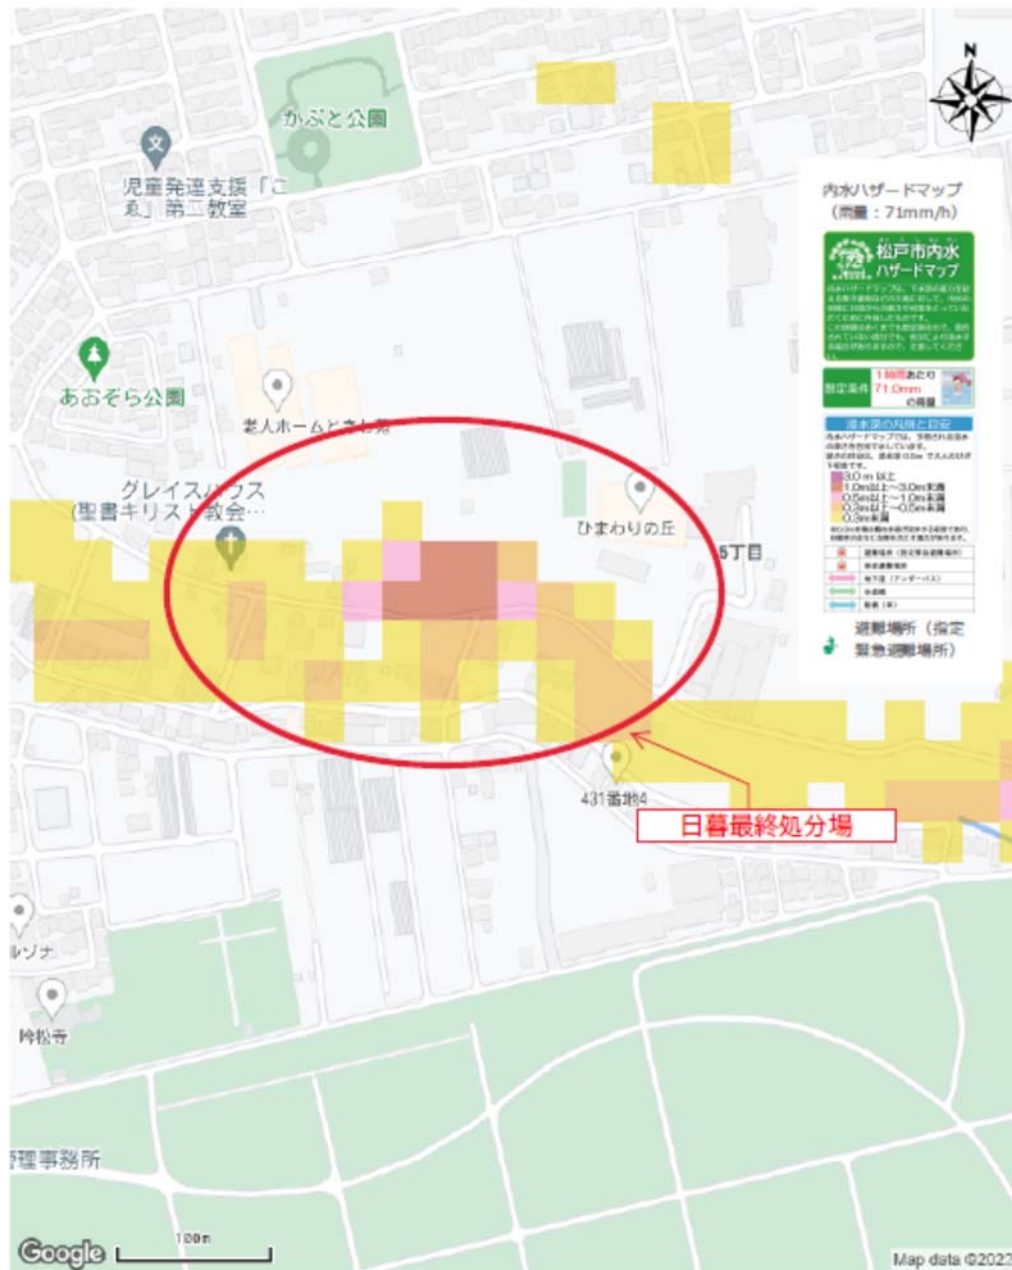 かぶと公園
児童発達支援「こ
ゑ」第二教室
N
内水ハザードマップ
（雨量：71mm/h）
松戸市内水
ハザードマップ
想定条件
1時間あたり
71.0mm
の雨量
浸水深の凡例と目安
3.0m 以上
1.0m以上～3.0m未満
0.5m以上～1.0m未満
0.3m以上～0.5m未満
0.3m未満
避難場所（指定
緊急避難場所）
あおぞら公園
老人ホームときわ苑
グレイスハウス
(聖書キリスト教会…
ひまわりの丘
5丁目
431番地4
日暮最終処分場
ルゾナ
吟松寺
管理事務所
Google
100m
Map data ©2022